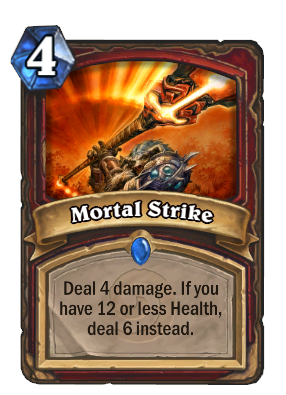 4
Mortal Strike
Deal 4 damage. If you
have 12 or less Health,
deal 6 instead.